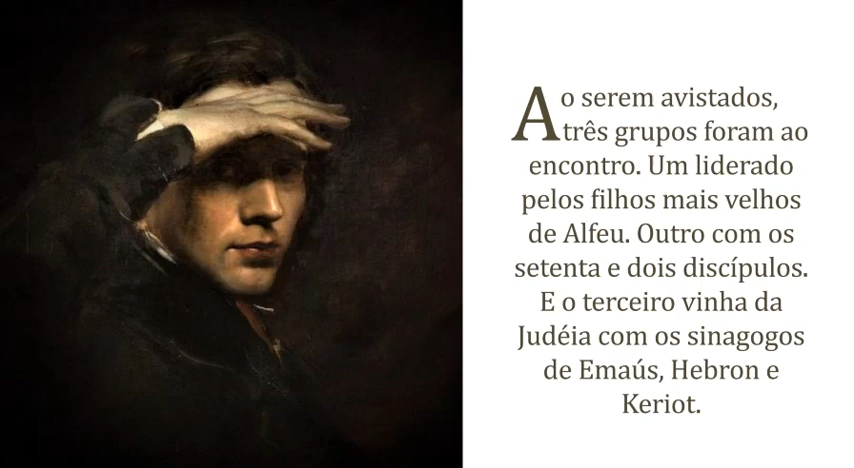 Ao serem avistados,
três grupos foram ao
encontro. Um liderado
pelos filhos mais velhos
de Alfeu. Outro com os
setenta e dois discípulos.
E o terceiro vinha da
Judéia com os sinagogos
de Emaús, Hebron e
Keriot.